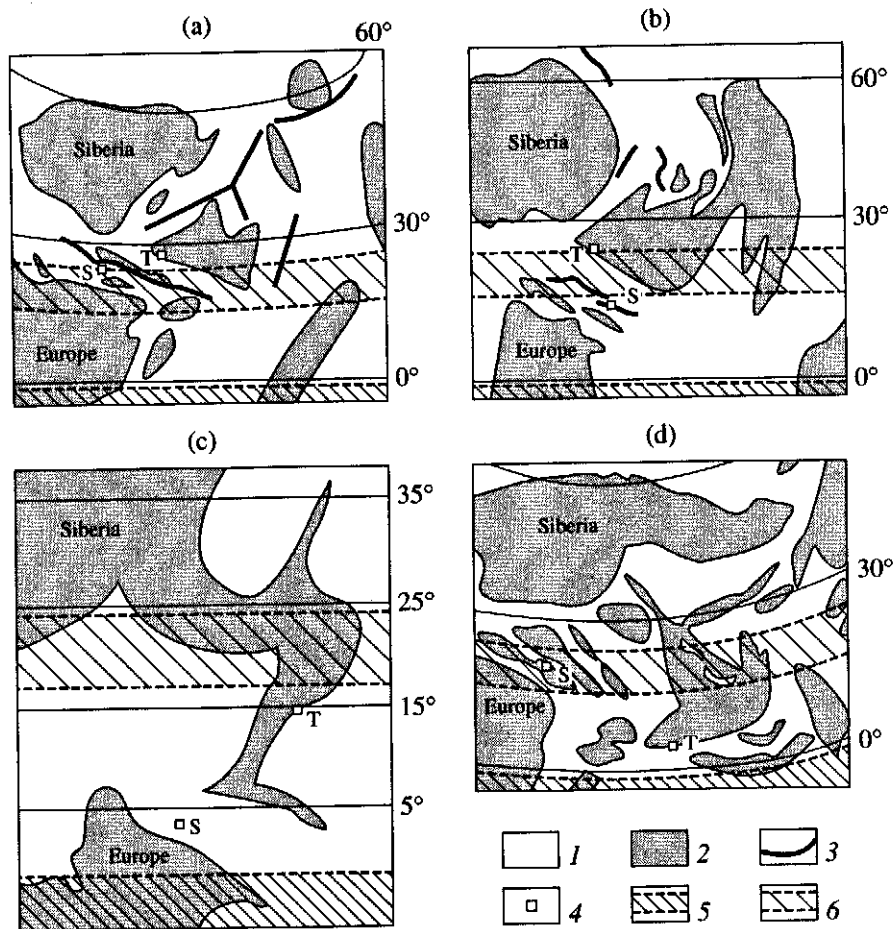 (a)
60°
Siberia
30°
T
S
Europe
0°
(b)
60°
Siberia
30°
T
S
Europe
0°
(c)
35°
Siberia
25°
15°
T
5°
S
Europe
(d)
Siberia
30°
S
Europe
T
0°
1 2 3
4 5 6